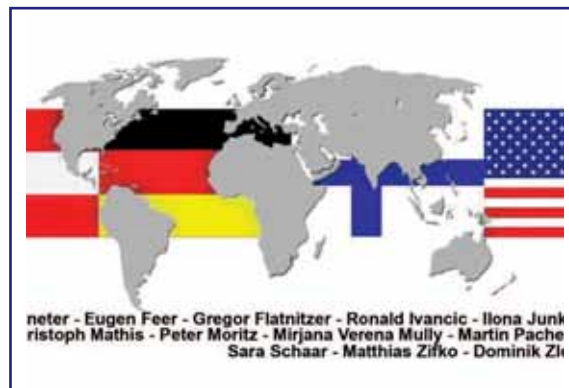 neter - Eugen Feer - Gregor Flatnitzer - Ronald Ivancic - Ilona Junk
ristoph Mathis - Peter Moritz - Mirjana Verena Mully - Martin Pache
Sara Schaar - Matthias Zifko - Dominik Zle